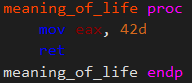 meaning_of_life proc
mov eax, 42d
ret
meaning_of_life endp